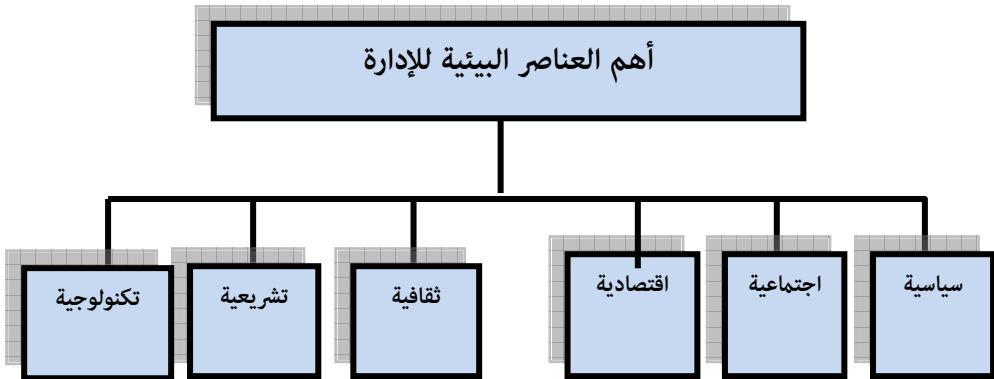 أهم العناصر البيئية للإدارة
سياسية
اجتماعية
اقتصادية
ثقافية
تشريعية
تكنولوجية